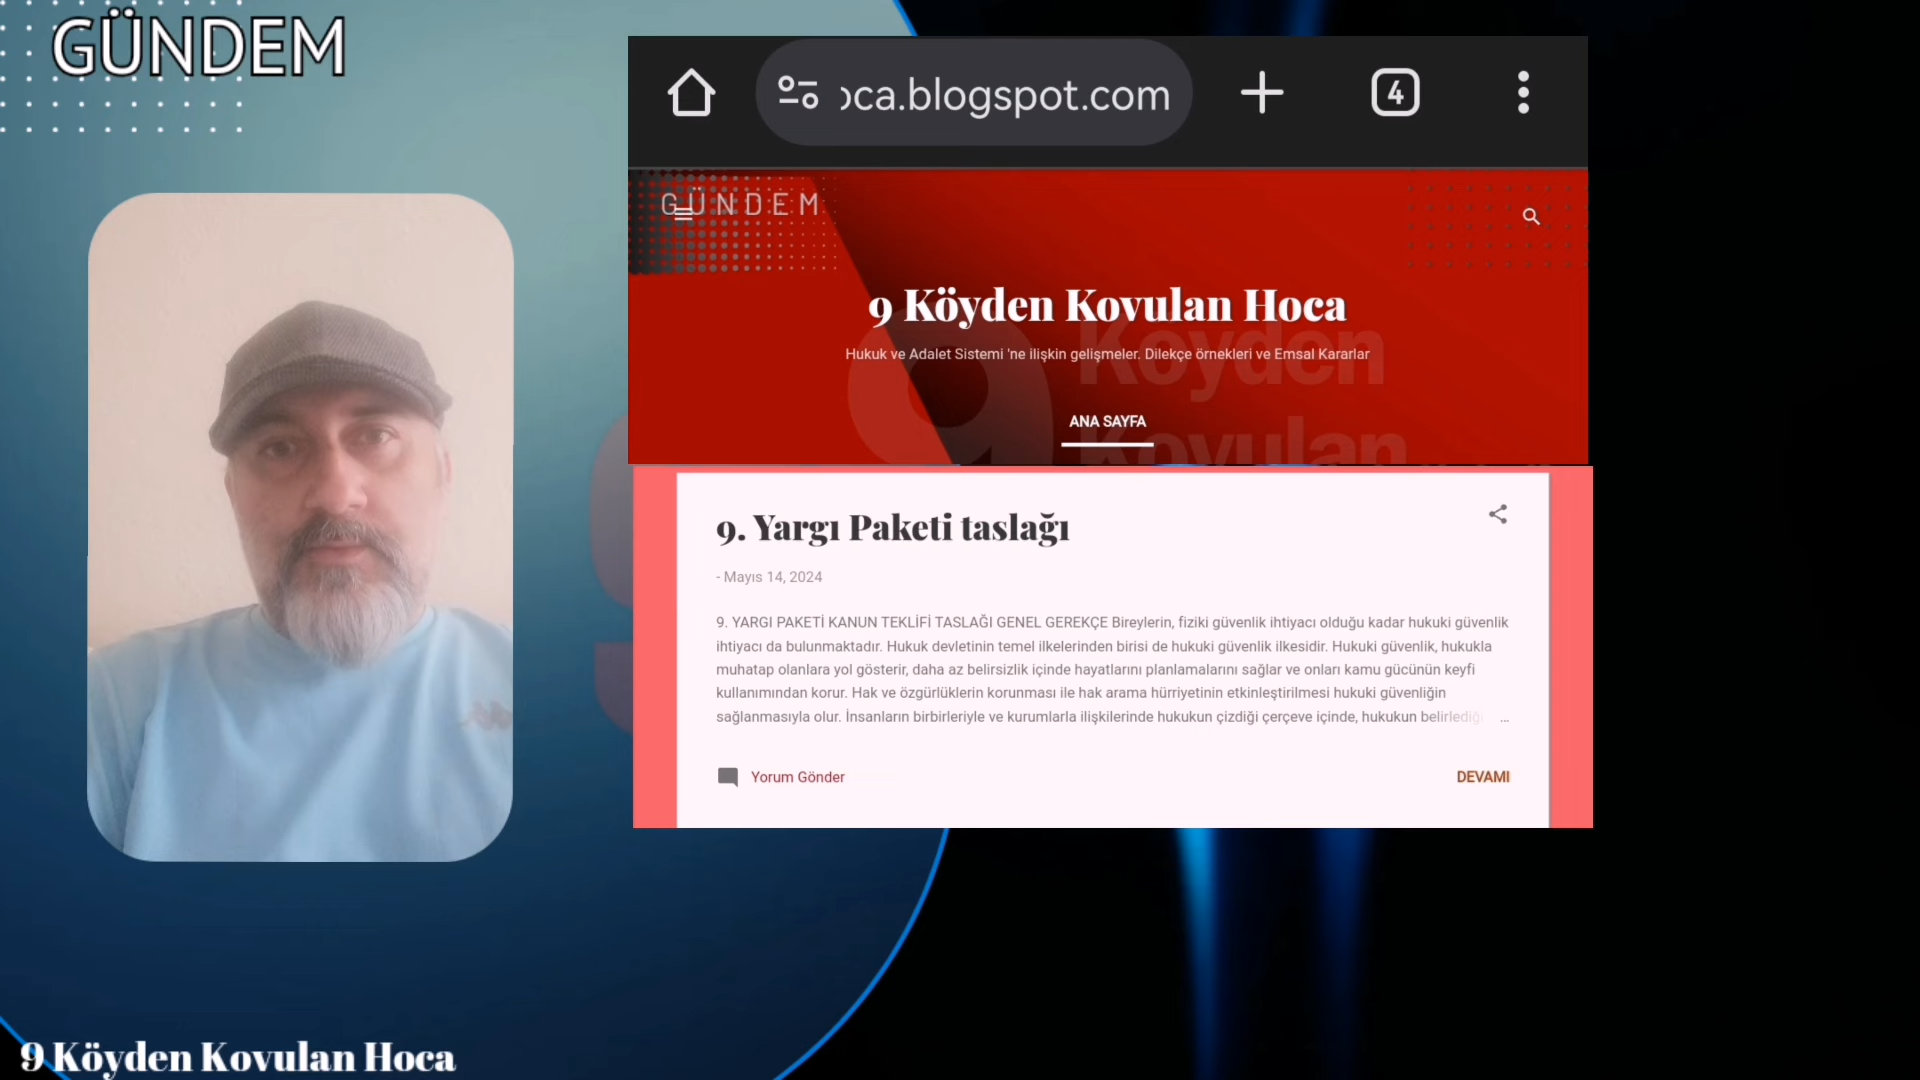 GÜNDEM
oca.blogspot.com
4
GÜNDEM
9 Köyden Kovulan Hoca
Hukuk ve Adalet Sistemi 'ne ilişkin gelişmeler. Dilekçe örnekleri ve Emsal Kararlar
Köyden
ANA SAYFA
Kovulan
9. Yargı Paketi taslağı
- Mayıs 14, 2024
9. YARGI PAKETİ KANUN TEKLİFİ TASLAĞI GENEL GEREKÇE Bireylerin, fiziki güvenlik ihtiyacı olduğu kadar hukuki güvenlik
ihtiyacı da bulunmaktadır. Hukuk devletinin temel ilkelerinden birisi de hukuki güvenlik ilkesidir. Hukuki güvenlik, hukukla
muhatap olanlara yol gösterir, daha az belirsizlik içinde hayatlarını planlamalarını sağlar ve onları kamu gücünün keyfi
kullanımından korur. Hak ve özgürlüklerin korunması ile hak arama hürriyetinin etkinleştirilmesi hukuki güvenliğin
sağlanmasıyla olur. İnsanların birbirleriyle ve kurumlarla ilişkilerinde hukukun çizdiği çerçeve içinde, hukukun belirlediği ...
Yorum Gönder
DEVAMI
9 Köyden Kovulan Hoca